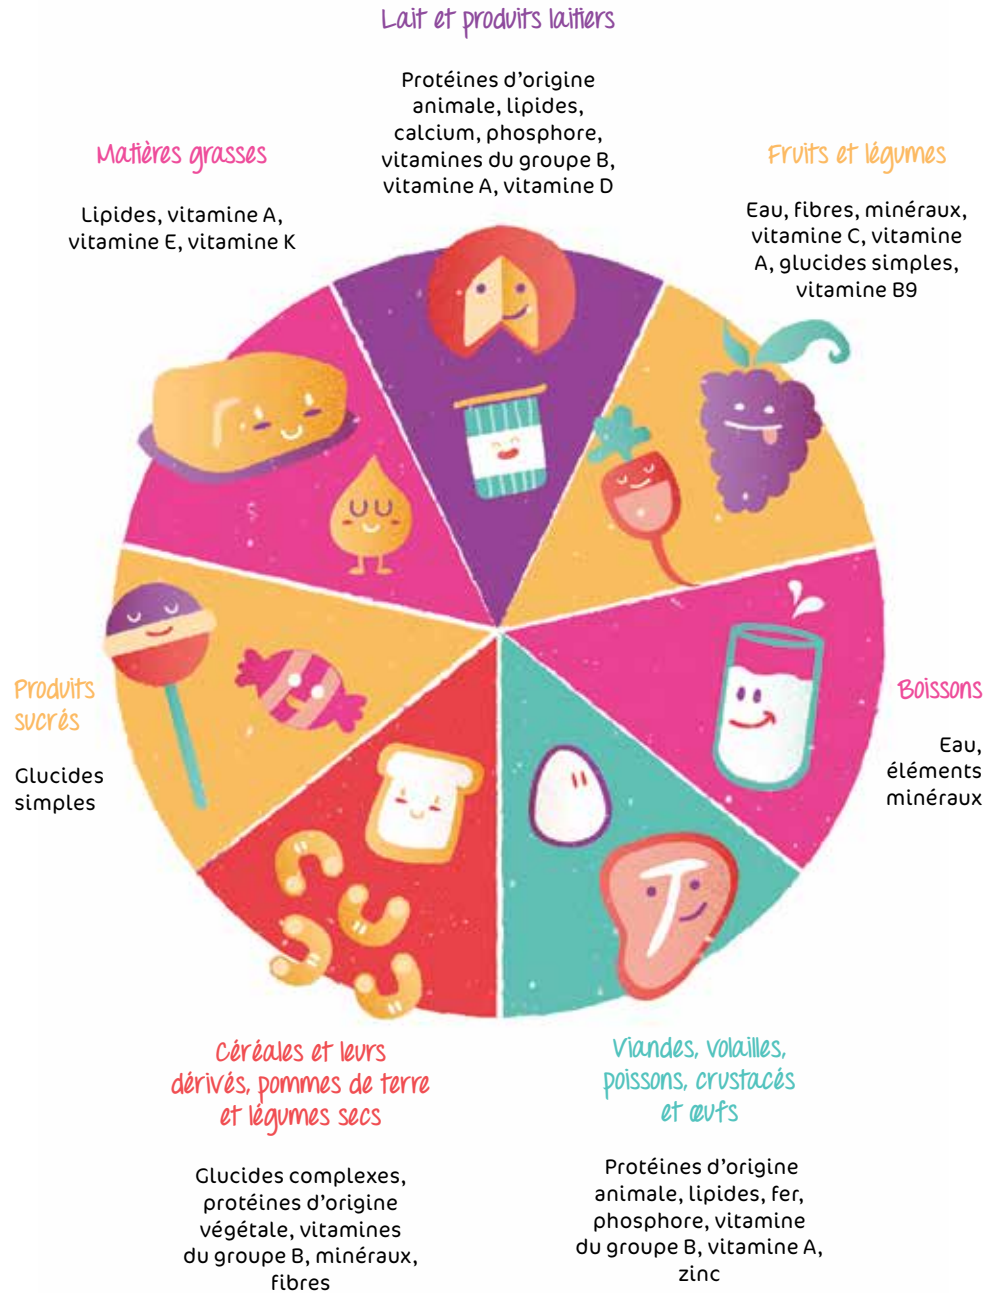 Lait et produits laitiers
Protéines d'origine
animale, lipides,
calcium, phosphore,
vitamines du groupe B,
vitamine A, vitamine D
Matières grasses
Lipides, vitamine A,
vitamine E, vitamine K
Fruits et légumes
Eau, fibres, minéraux,
vitamine C, vitamine
A, glucides simples,
vitamine B9
Produits
sucrés
Glucides
simples
Boissons
Eau,
éléments
minéraux
Céréales et leurs
dérivés, pommes de terre
et légumes secs
Glucides complexes,
protéines d'origine
végétale, vitamines
du groupe B, minéraux,
fibres
Viandes, volailles,
poissons, crustacés
et œufs
Protéines d'origine
animale, lipides, fer,
phosphore, vitamine
du groupe B, vitamine A,
zinc